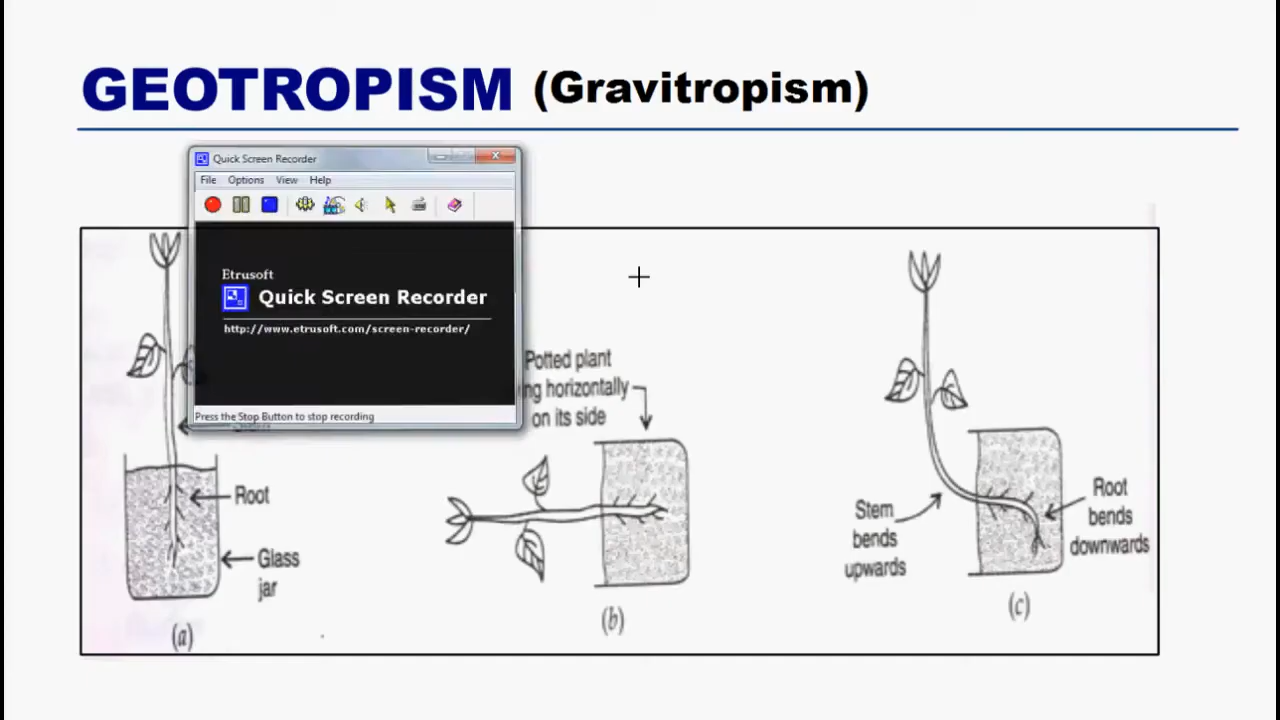 GEOTROPISM (Gravitropism)
Quick Screen Recorder
File Options View Help
Etrusoft
Quick Screen Recorder
http://www.etrusoft.com/screen-recorder/
Press the Stop Button to stop recording
Root
Glass
jar
(a)
Potted plant
ng horizontally
on its side
(b)
Stem
bends
upwards
Root
bends
downwards
(c)